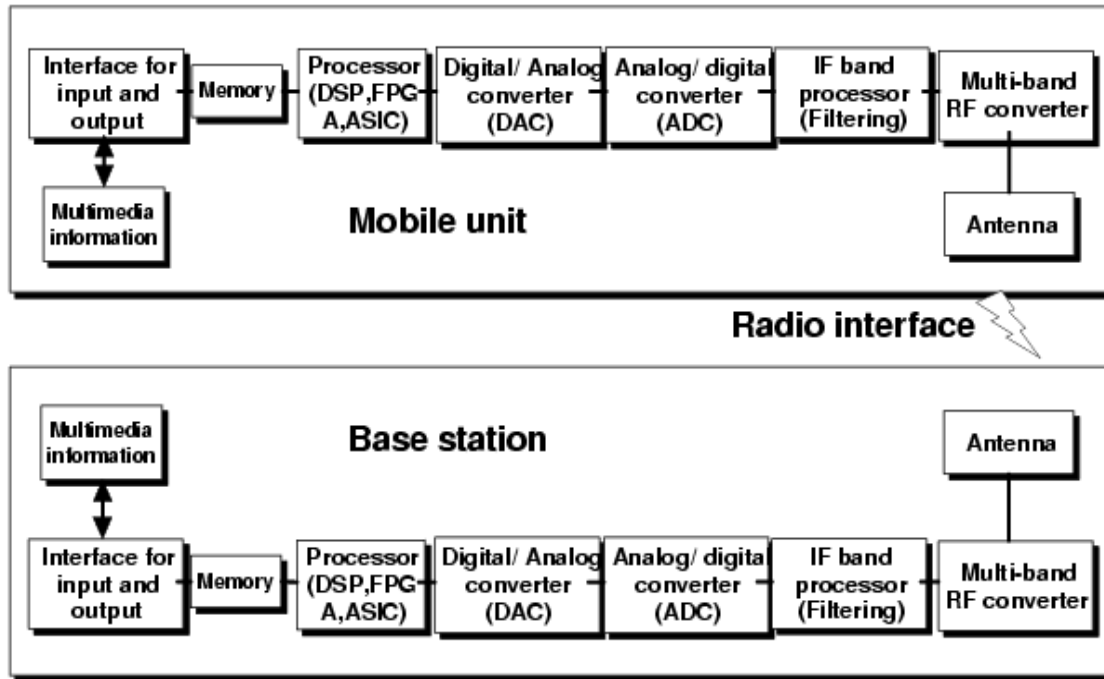 Interface for
input and
output
Memory
Processor
(DSP,FPG
A,ASIC)
Digital/ Analog
converter
(DAC)
Analog/ digital
converter
(ADC)
IF band
processor
(Filtering)
Multi-band
RF converter
Multimedia
information
Mobile unit
Antenna
Radio interface
Multimedia
information
Base station
Antenna
Interface for
input and
output
Memory
Processor
(DSP,FPG
A,ASIC)
Digital/ Analog
converter
(DAC)
Analog/ digital
converter
(ADC)
IF band
processor
(Filtering)
Multi-band
RF converter